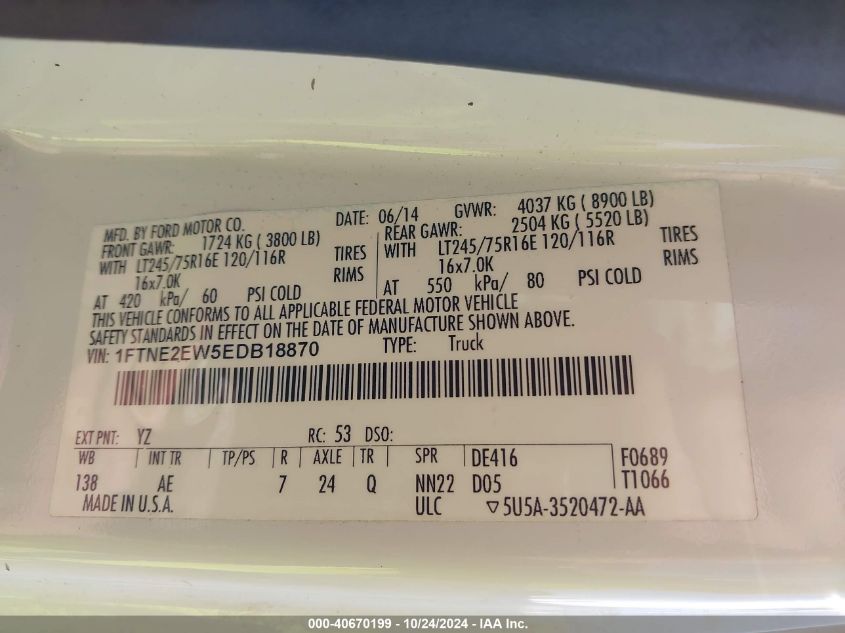 MFD. BY FORD MOTOR CO. DATE: 06/14 GVWR: 4037 KG ( 8900 LB)
FRONT GAWR: 1724 KG ( 3800 LB) REAR GAWR: 2504 KG ( 5520 LB)
WITH LT245/75R16E 120/116R TIRES WITH LT245/75R16E 120/116R TIRES
16x7.0K RIMS 16x7.0K RIMS
AT 420 kPa/ 60 PSI COLD AT 550 kPa/ 80 PSI COLD
THIS VEHICLE CONFORMS TO ALL APPLICABLE FEDERAL MOTOR VEHICLE
SAFETY STANDARDS IN EFFECT ON THE DATE OF MANUFACTURE SHOWN ABOVE.
VIN: 1FTNE2EW5EDB18870 TYPE: Truck
EXT PNT: YZ RC: 53 DSO:
WB INT TR TP/PS R AXLE TR SPR DE416 F0689
138 AE 7 24 Q NN22 D05 T1066
MADE IN U.S.A. ULC ▽5U5A-3520472-AA
000-40670199 - 10/24/2024 - IAA Inc.